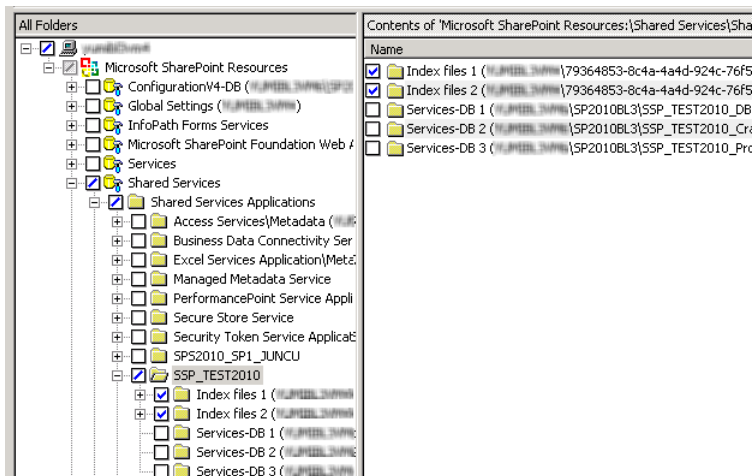 All Folders
Microsoft SharePoint Resources
ConfigurationV4-DB (
Global Settings ( )
InfoPath Forms Services
Microsoft SharePoint Foundation Web
Services
Shared Services
Shared Services Applications
Access Services\Metadata (
Business Data Connectivity Ser
Excel Services Application\Meta
Managed Metadata Service
PerformancePoint Service Appli
Secure Store Service
Security Token Service Applicat
SPS2010_SP1_JUNCU
SSP_TEST2010
Index files 1 (
Index files 2 (
Services-DB 1 (
Services-DB 2 (
Services-DB 3 (
Contents of 'Microsoft SharePoint Resources:\Shared Services\Sha
Name
Index files 1 ( \79364853-8c4a-4a4d-924c-76f5
Index files 2 ( \79364853-8c4a-4a4d-924c-76f5
Services-DB 1 ( \SP2010BL3\SSP_TEST2010_DB
Services-DB 2 ( \SP2010BL3\SSP_TEST2010_Cra
Services-DB 3 ( \SP2010BL3\SSP_TEST2010_Pro